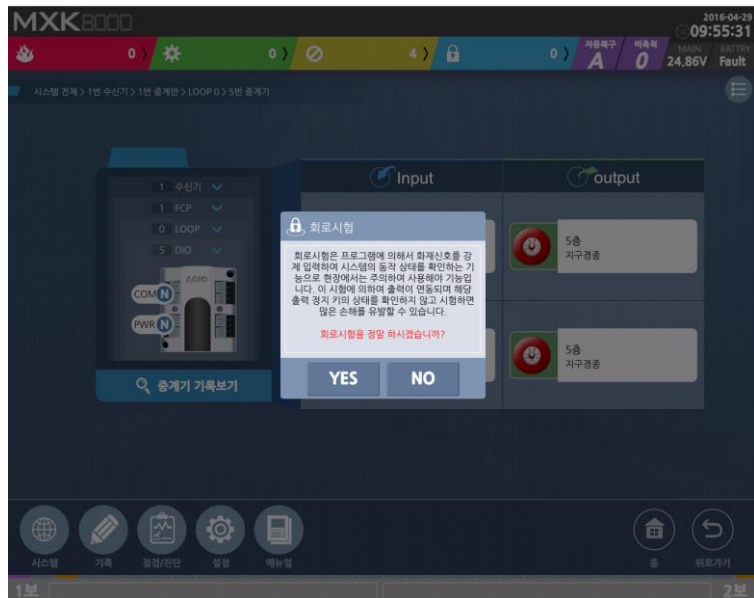 MXK8000
2016-04-29
09:55:31
0 〉
0 〉
4 〉
0 〉
자동복구
A
비축적
0
MAIN
24.86V
BATTRY
Fault
시스템 전체 > 1번 수신기 > 1번 중계반 > LOOP 0 > 5번 중계기
1 수신기
1 FCP
0 LOOP
5 DIO
ADIO
COM N
PWR N
중계기 기록보기
Input
output
5층
지구경종
5층
지구경종
회로시험
회로시험은 프로그램에 의해서 화재신호를 강
제 입력하여 시스템의 동작 상태를 확인하는 기
능으로 현장에서는 주의하여 사용해야 기능입
니다. 이 시험에 의하여 출력이 연동되며 해당
출력 정지 키의 상태를 확인하지 않고 시험하면
많은 손해를 유발할 수 있습니다.
회로시험을 정말 하시겠습니까?
YES
NO
시스템
기록
점검/진단
설정
메뉴얼
홈
뒤로가기
1보
2보